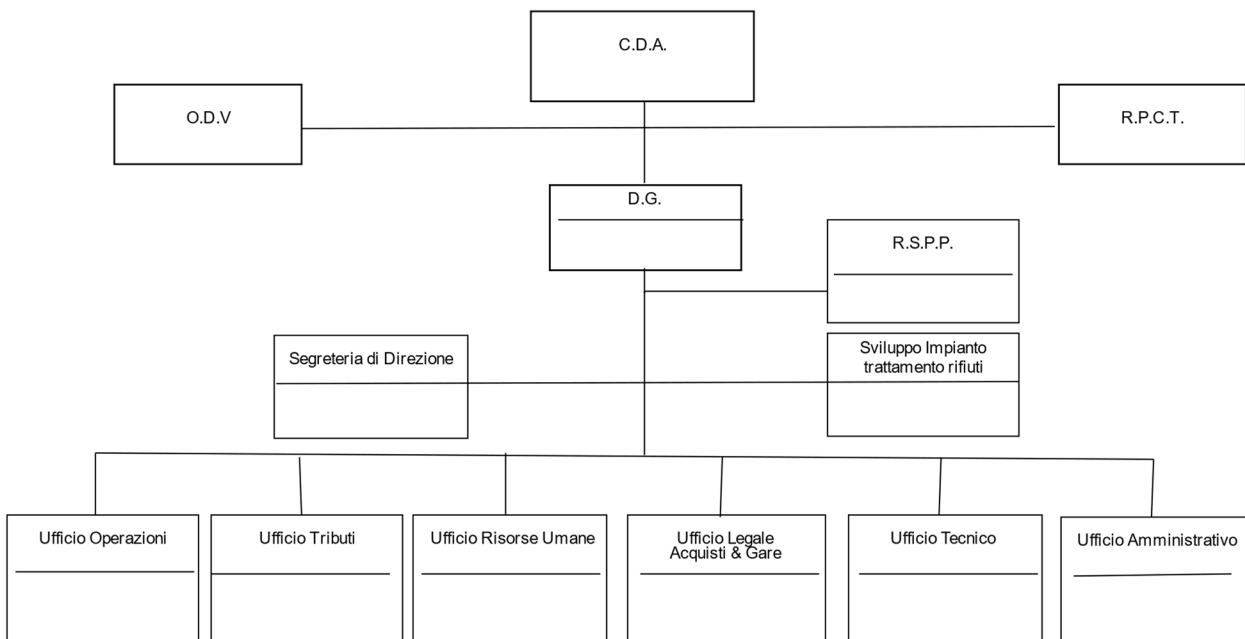 C.D.A.
O.D.V
R.P.C.T.
D.G.
R.S.P.P.
Segreteria di Direzione
Sviluppo Impianto
trattamento rifiuti
Ufficio Operazioni
Ufficio Tributi
Ufficio Risorse Umane
Ufficio Legale
Acquisti & Gare
Ufficio Tecnico
Ufficio Amministrativo